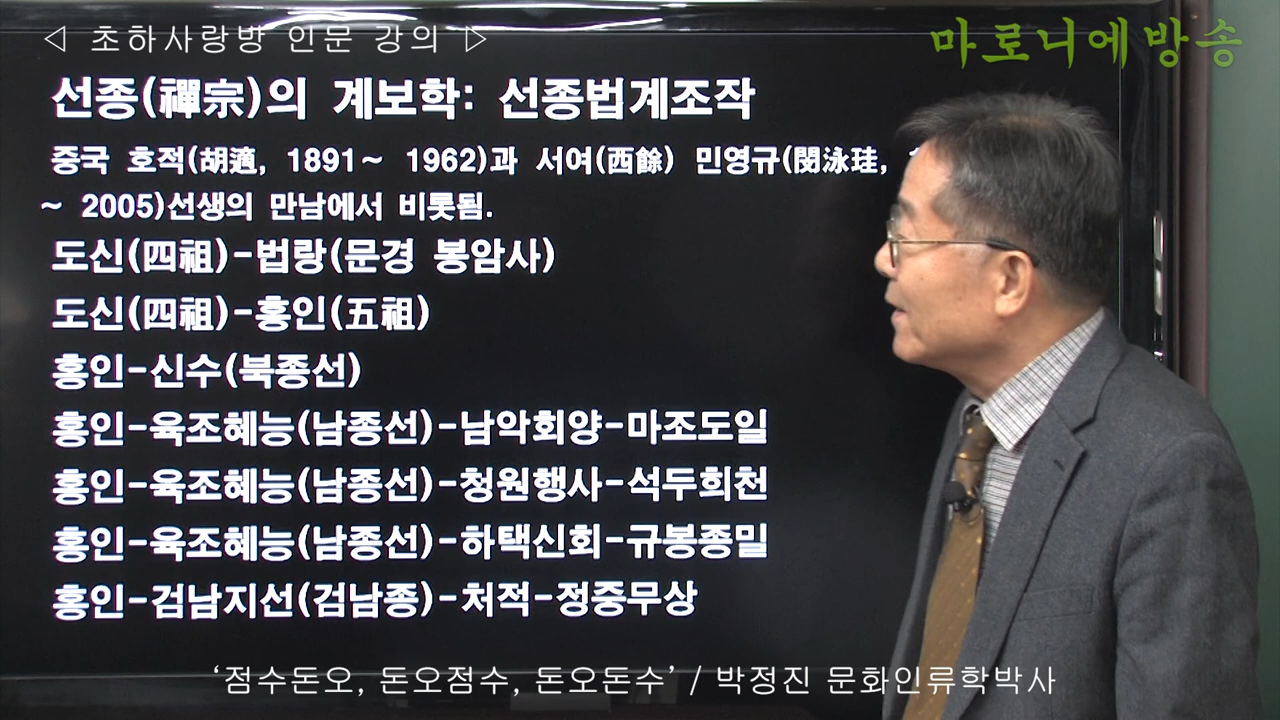 ◁ 초하사랑방 인문 강의 ▷
마로니에방송
선종(禪宗)의 계보학: 선종법계조작
중국 호적(胡適, 1891~ 1962)과 서여(西餘) 민영규(閔泳珪,
~ 2005)선생의 만남에서 비롯됨.
도신(四祖)-법랑(문경 봉암사)
도신(四祖)-홍인(五祖)
홍인-신수(북종선)
홍인-육조혜능(남종선)-남악회양-마조도일
홍인-육조혜능(남종선)-청원행사-석두희천
홍인-육조혜능(남종선)-하택신회-규봉종밀
홍인-검남지선(검남종)-처적-정중무상
‘점수돈오, 돈오점수, 돈오돈수’ / 박정진 문화인류학박사